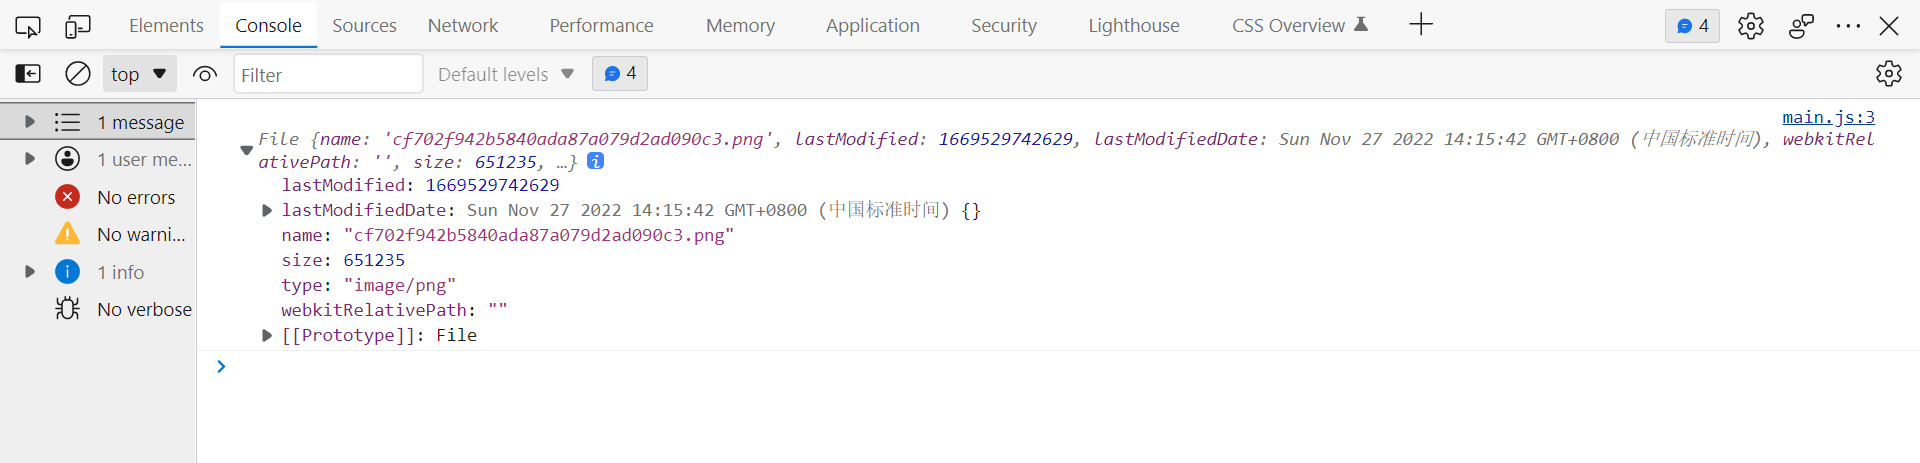 Elements Console Sources Network Performance Memory Application Security Lighthouse CSS Overview 4
top Filter Default levels 4
1 message
1 user me...
No errors
No warni...
1 info
No verbose
main.js:3
File {name: 'cf702f942b5840ada87a079d2ad090c3.png', lastModified: 1669529742629, lastModifiedDate: Sun Nov 27 2022 14:15:42 GMT+0800 (中国标准时间), webkitRel
ativePath: '', size: 651235, …} i
lastModified: 1669529742629
lastModifiedDate: Sun Nov 27 2022 14:15:42 GMT+0800 (中国标准时间) {}
name: "cf702f942b5840ada87a079d2ad090c3.png"
size: 651235
type: "image/png"
webkitRelativePath: ""
[[Prototype]]: File